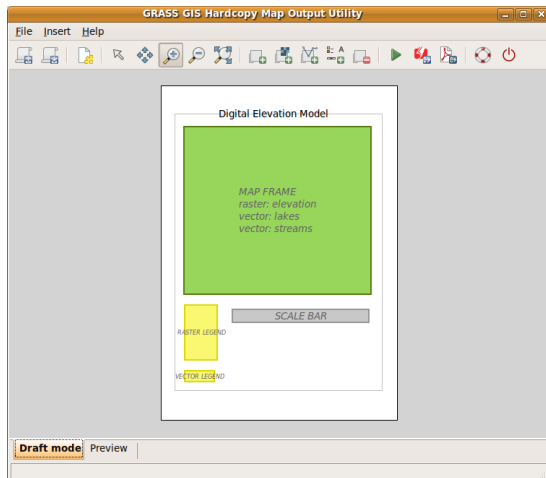 GRASS GIS Hardcopy Map Output Utility
File Insert Help
Digital Elevation Model
MAP FRAME
raster: elevation
vector: lakes
vector: streams
SCALE BAR
RASTER LEGEND
VECTOR LEGEND
Draft mode Preview